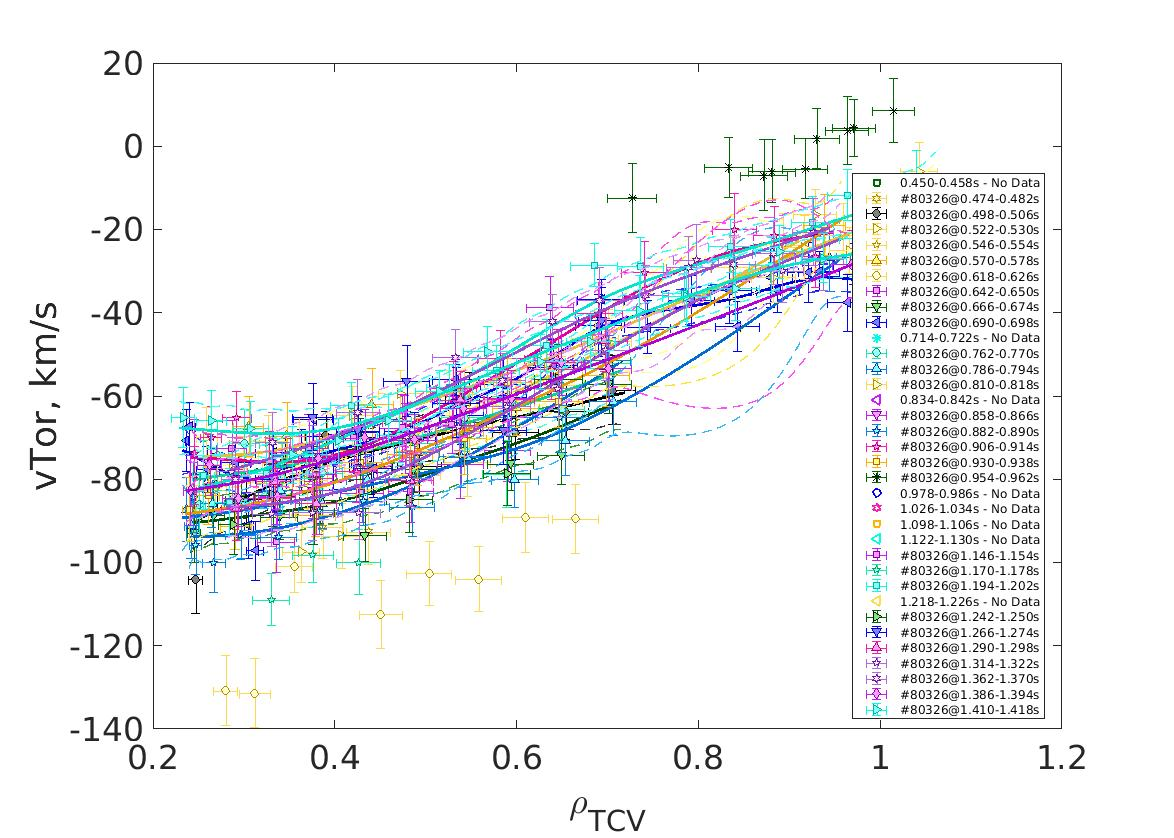 20
0
-20
-40
-60
-80
-100
-120
-140
0.2
0.4
0.6
0.8
1
1.2
vTor, km/s
ρTCV
0.450-0.458s - No Data
#80326@0.474-0.482s
#80326@0.498-0.506s
#80326@0.522-0.530s
#80326@0.546-0.554s
#80326@0.570-0.578s
#80326@0.618-0.626s
#80326@0.642-0.650s
#80326@0.666-0.674s
#80326@0.690-0.698s
0.714-0.722s - No Data
#80326@0.762-0.770s
#80326@0.786-0.794s
#80326@0.810-0.818s
0.834-0.842s - No Data
#80326@0.858-0.866s
#80326@0.882-0.890s
#80326@0.906-0.914s
#80326@0.930-0.938s
#80326@0.954-0.962s
0.978-0.986s - No Data
1.026-1.034s - No Data
1.098-1.106s - No Data
1.122-1.130s - No Data
#80326@1.146-1.154s
#80326@1.170-1.178s
#80326@1.194-1.202s
1.218-1.226s - No Data
#80326@1.242-1.250s
#80326@1.266-1.274s
#80326@1.290-1.298s
#80326@1.314-1.322s
#80326@1.362-1.370s
#80326@1.386-1.394s
#80326@1.410-1.418s